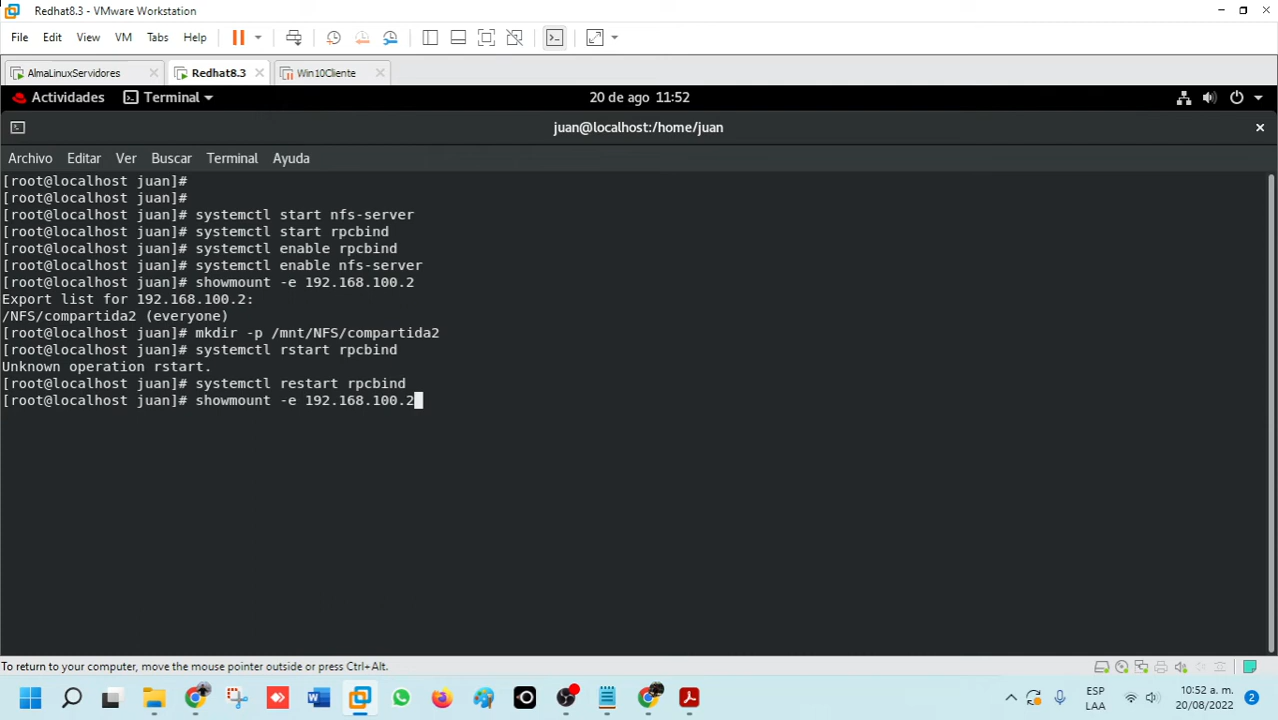 Redhat8.3 - VMware Workstation
File Edit View VM Tabs Help
AlmaLinuxServidores Redhat8.3 Win10Cliente
Actividades Terminal 20 de ago 11:52
juan@localhost:/home/juan
Archivo Editar Ver Buscar Terminal Ayuda
[root@localhost juan]#
[root@localhost juan]#
[root@localhost juan]# systemctl start nfs-server
[root@localhost juan]# systemctl start rpcbind
[root@localhost juan]# systemctl enable rpcbind
[root@localhost juan]# systemctl enable nfs-server
[root@localhost juan]# showmount -e 192.168.100.2
Export list for 192.168.100.2:
/NFS/compartida2 (everyone)
[root@localhost juan]# mkdir -p /mnt/NFS/compartida2
[root@localhost juan]# systemctl rstart rpcbind
Unknown operation rstart.
[root@localhost juan]# systemctl restart rpcbind
[root@localhost juan]# showmount -e 192.168.100.2
To return to your computer, move the mouse pointer outside or press Ctrl+Alt.
ESP 10:52 a. m.
LAA 20/08/2022 2